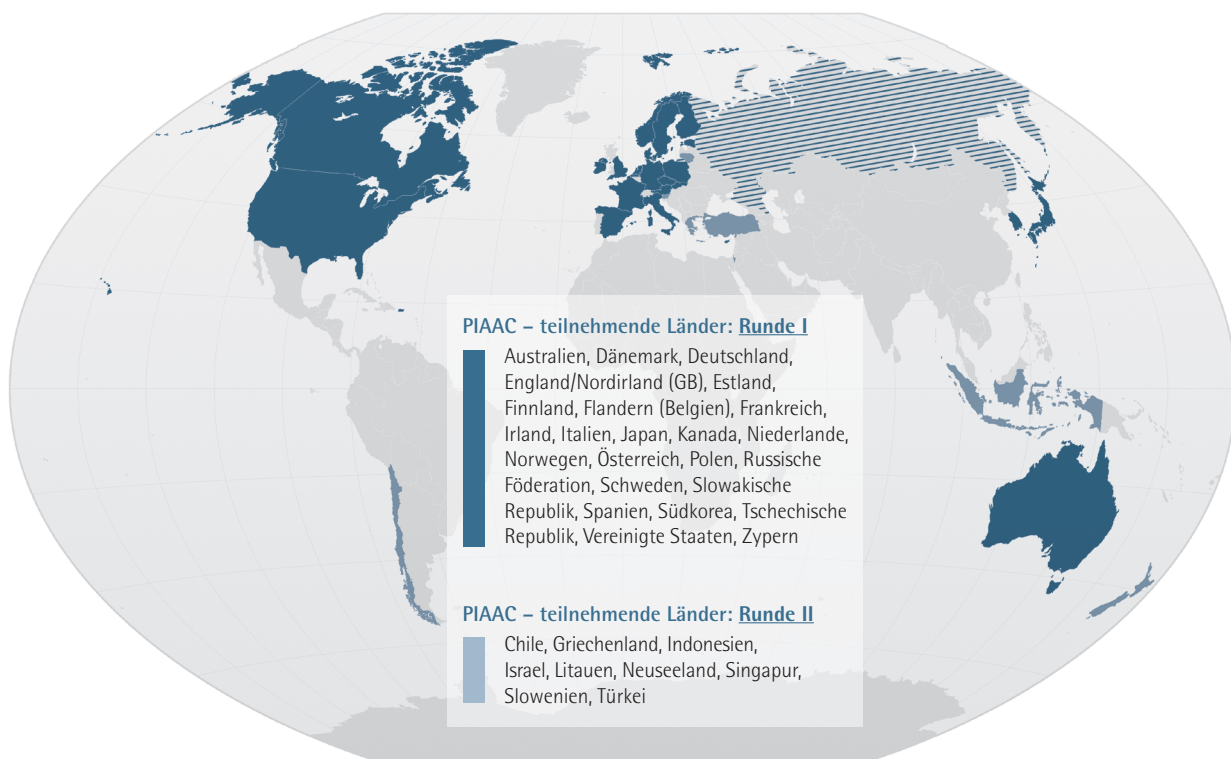 PIAAC – teilnehmende Länder: Runde I
Australien, Dänemark, Deutschland,
England/Nordirland (GB), Estland,
Finnland, Flandern (Belgien), Frankreich,
Irland, Italien, Japan, Kanada, Niederlande,
Norwegen, Österreich, Polen, Russische
Föderation, Schweden, Slowakische
Republik, Spanien, Südkorea, Tschechische
Republik, Vereinigte Staaten, Zypern
PIAAC – teilnehmende Länder: Runde II
Chile, Griechenland, Indonesien,
Israel, Litauen, Neuseeland, Singapur,
Slowenien, Türkei